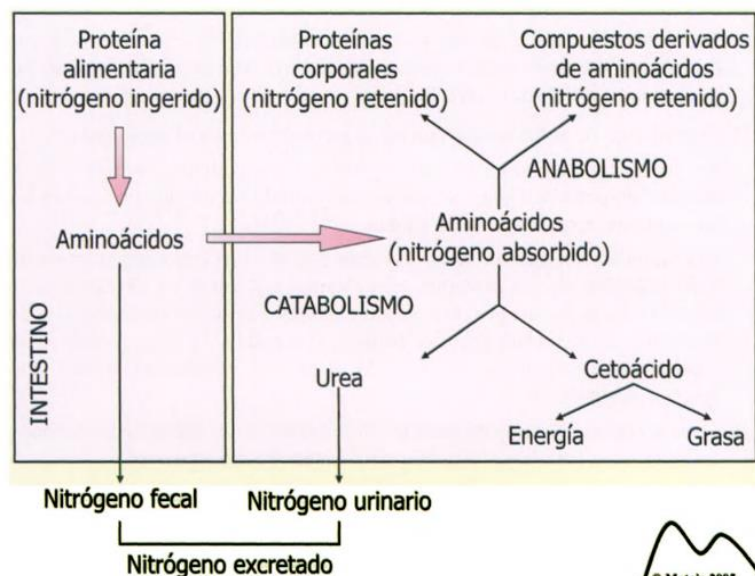 Proteína
alimentaria
(nitrógeno ingerido)
Proteínas
corporales
(nitrógeno retenido)
Compuestos derivados
de aminoácidos
(nitrógeno retenido)
ANABOLISMO
Aminoácidos
Aminoácidos
(nitrógeno absorbido)
CATABOLISMO
INTESTINO
Urea
Cetoácido
Energía
Grasa
Nitrógeno fecal
Nitrógeno urinario
Nitrógeno excretado